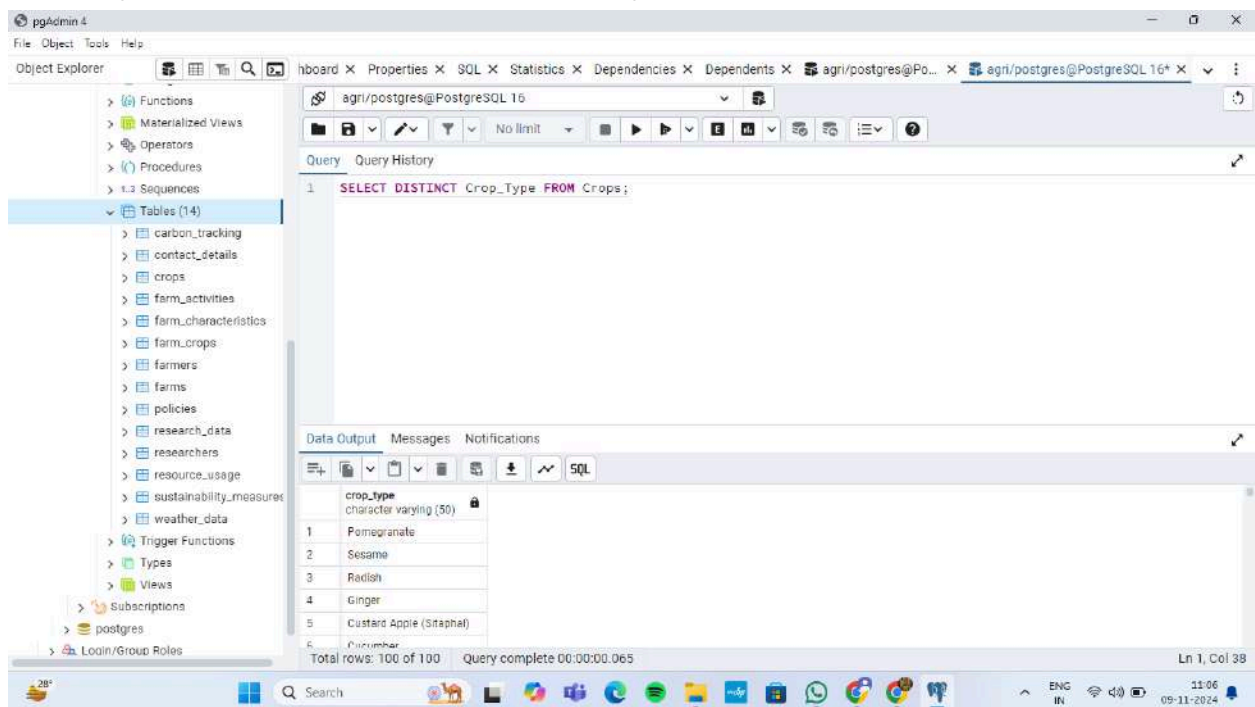 pgAdmin 4
File Object Tools Help
Object Explorer
hboard Properties SQL Statistics Dependencies Dependents agri/postgres@Po... agri/postgres@PostgreSQL 16*
Functions
Materialized Views
Operators
Procedures
1..3 Sequences
Tables (14)
carbon_tracking
contact_details
crops
farm_activities
farm_characteristics
farm_crops
farmers
farms
policies
research_data
researchers
resource_usage
sustainability_measures
weather_data
Trigger Functions
Types
Views
Subscriptions
postgres
Login/Group Roles
agri/postgres@PostgreSQL 16
No limit
Query Query History
1 SELECT DISTINCT Crop_Type FROM Crops;
Data Output Messages Notifications
SQL
crop_type
character varying (50)
1 Pomegranate
2 Sesame
3 Radish
4 Ginger
5 Custard Apple (Sitaphal)
6 Cucumber
Total rows: 100 of 100 Query complete 00:00:00.065 Ln 1, Col 38
28°
Search
ENG
IN
11:06
09-11-2024